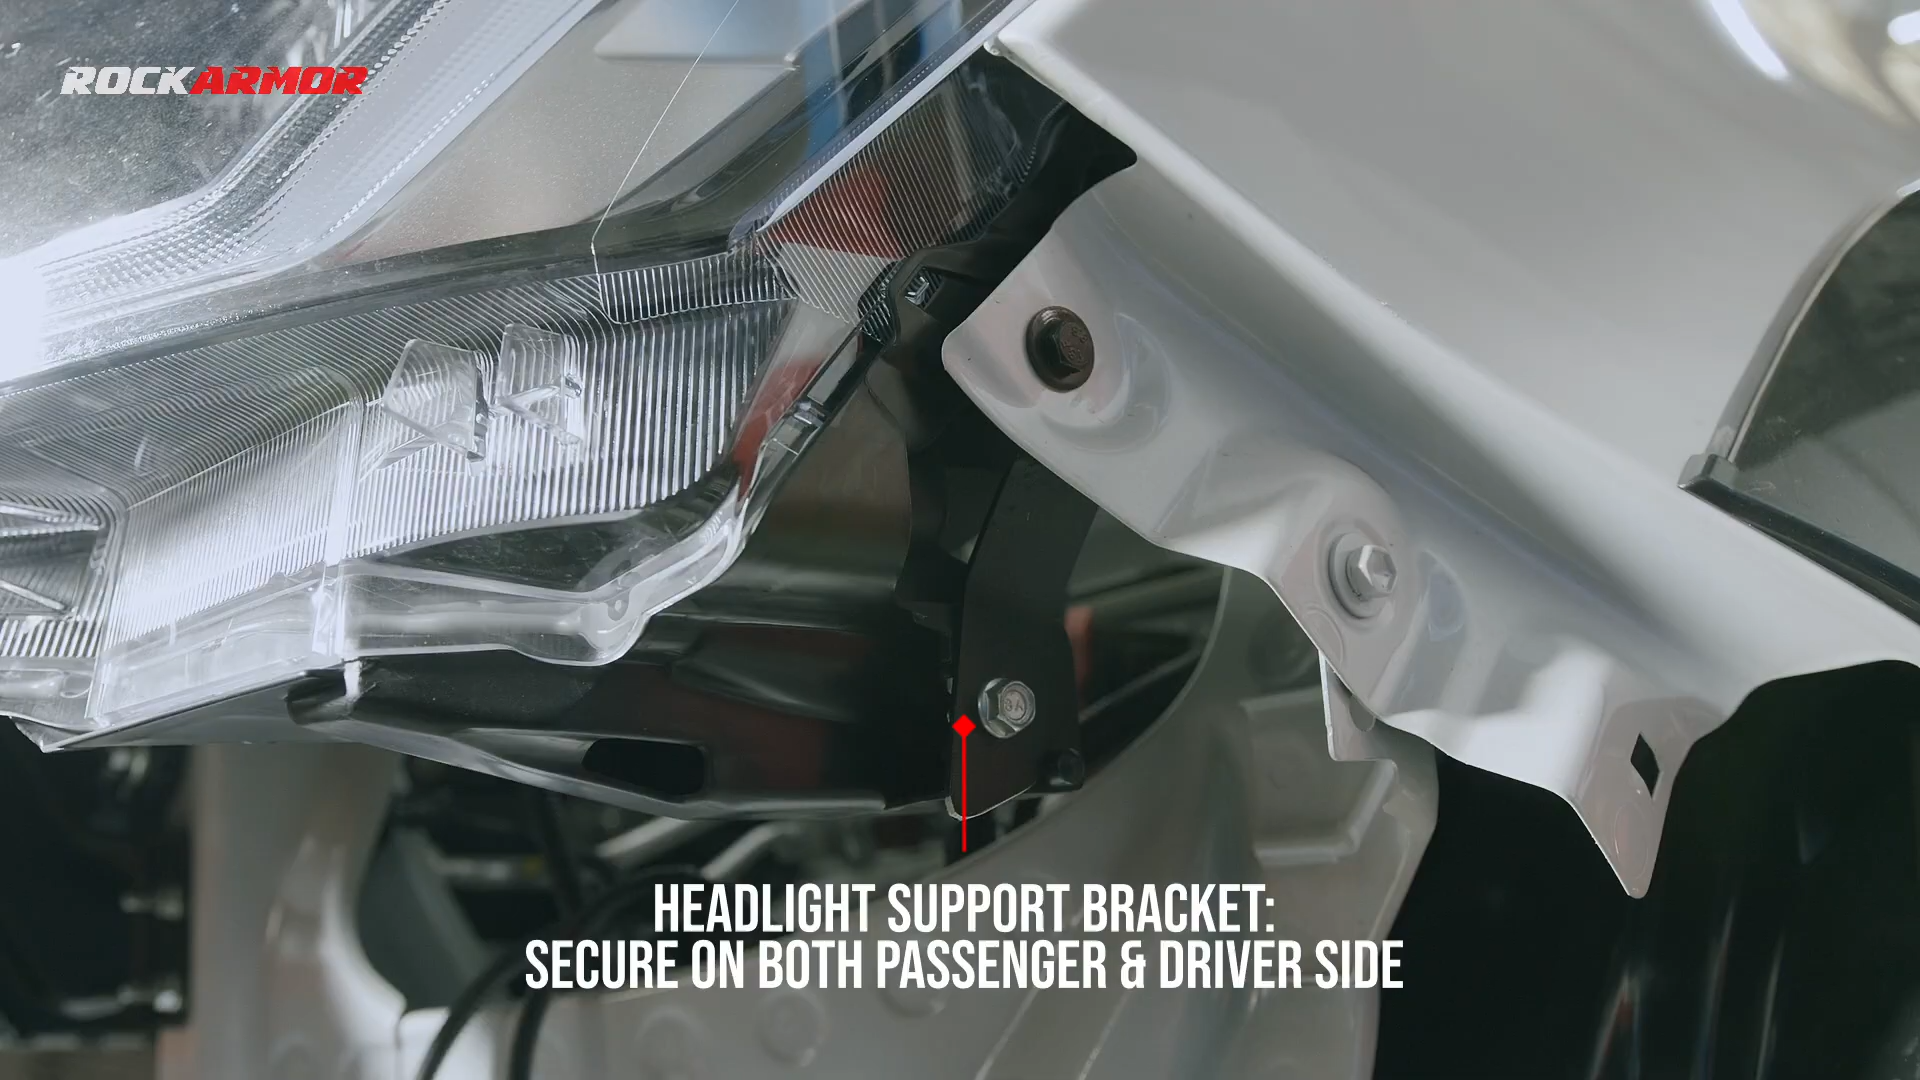 ROCKARMOR
HEADLIGHT SUPPORT BRACKET:
SECURE ON BOTH PASSENGER & DRIVER SIDE